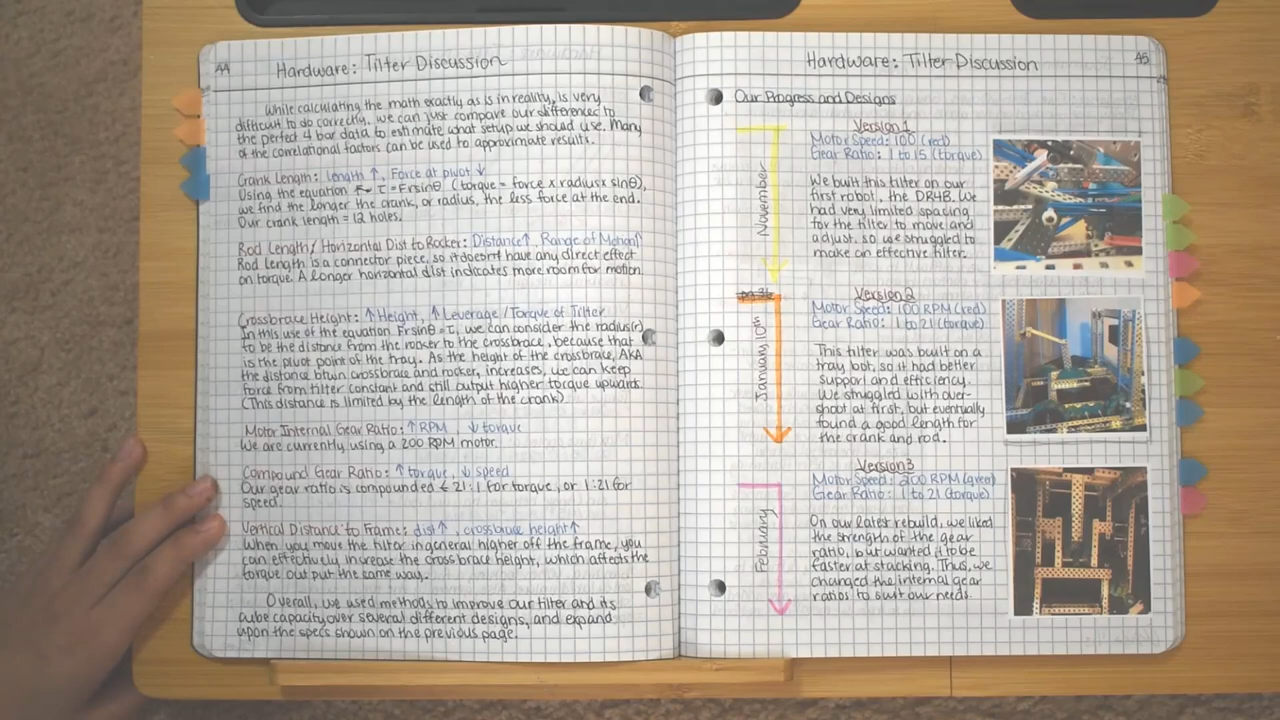 44
Hardware: Tilter Discussion
While calculating the math exactly as is in reality, is very
difficult to do correctly, we can just compare our differences to
the perfect 4 bar data to estimate what setup we should use. Many
of the correlational factors can be used to approximate results.
Crank Length: length ↑, Force at pivot ↓
Using the equation τ = Frsinθ (torque = force x radius x sinθ),
we find the longer the crank, or radius, the less force at the end.
Our crank length = 12 holes.
Rod Length/Horizontal Dist to Rocker: Distance↑, Range of Motion↑
Rod Length is a connector piece, so it doesn't have any direct effect
on torque. A longer horizontal dist indicates more room for motion.
Crossbrace Height: ↑Height, ↑Leverage/Torque of Tilter
In this use of the equation Frsinθ=τ, we can consider the radius(r)
to be the distance from the rocker to the crossbrace, because that
is the pivot point of the tray. As the height of the crossbrace, AKA
the distance btwn crossbrace and rocker, increases, we can keep
force from tilter constant and still output higher torque upwards.
(This distance is limited by the length of the crank)
Motor Internal Gear Ratio: ↑RPM, ↓torque
We are currently using a 200 RPM motor.
Compound Gear Ratio: ↑torque, ↓speed
Our gear ratio is compounded 21:1 for torque, or 1:21 for
speed.
Vertical Distance to Frame: dist↑, crossbrace height↑
When you move the tilter in general higher off the frame, you
can effectively increase the crossbrace height, which affects the
torque out put the same way.
Overall, we used methods to improve our tilter and its
cube capacity over several different designs, and expand
upon the specs shown on the previous page.
Hardware: Tilter Discussion
45
Our Progress and Designs
November
Version 1
Motor Speed: 100 (red)
Gear Ratio: 1 to 15 (torque)
We built this tilter on our
first robot, the DR4B. We
had very limited spacing
for the tilter to move and
adjust, so we struggled to
make an effective tilter.
January 10th
Version 2
Motor Speed: 100 RPM (red)
Gear Ratio: 1 to 21 (torque)
This tilter was built on a
tray bot, so it had better
support and efficiency.
We struggled with over-
shoot at first, but eventually
found a good length for
the crank and rod.
February
Version 3
Motor Speed: 200 RPM (green)
Gear Ratio: 1 to 21 (torque)
On our latest rebuild, we liked
the strength of the gear
ratio, but wanted it to be
faster at stacking. Thus, we
changed the internal gear
ratios to suit our needs.